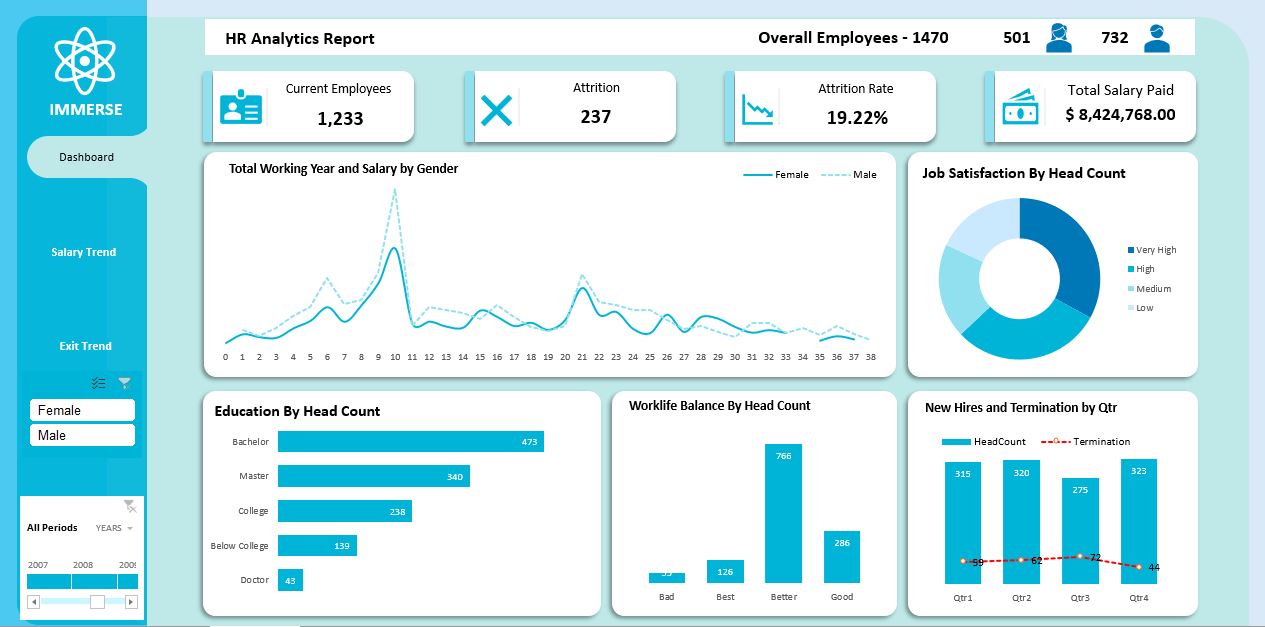 IMMERSE
Dashboard
Salary Trend
Exit Trend
Female
Male
All Periods YEARS
2007 2008
HR Analytics Report
Overall Employees - 1470 501 732
Current Employees
1,233
Attrition
237
Attrition Rate
19.22%
Total Salary Paid
$ 8,424,768.00
Total Working Year and Salary by Gender
Female Male
0 1 2 3 4 5 6 7 8 9 10 11 12 13 14 15 16 17 18 19 20 21 22 23 24 25 26 27 28 29 30 31 32 33 34 35 36 37 38
Job Satisfaction By Head Count
Very High
High
Medium
Low
Education By Head Count
Bachelor 473
Master 340
College 238
Below College 139
Doctor 43
Worklife Balance By Head Count
126 766 286
Bad Best Better Good
New Hires and Termination by Qtr
HeadCount Termination
315 320 275 323
59 62 72 44
Qtr1 Qtr2 Qtr3 Qtr4